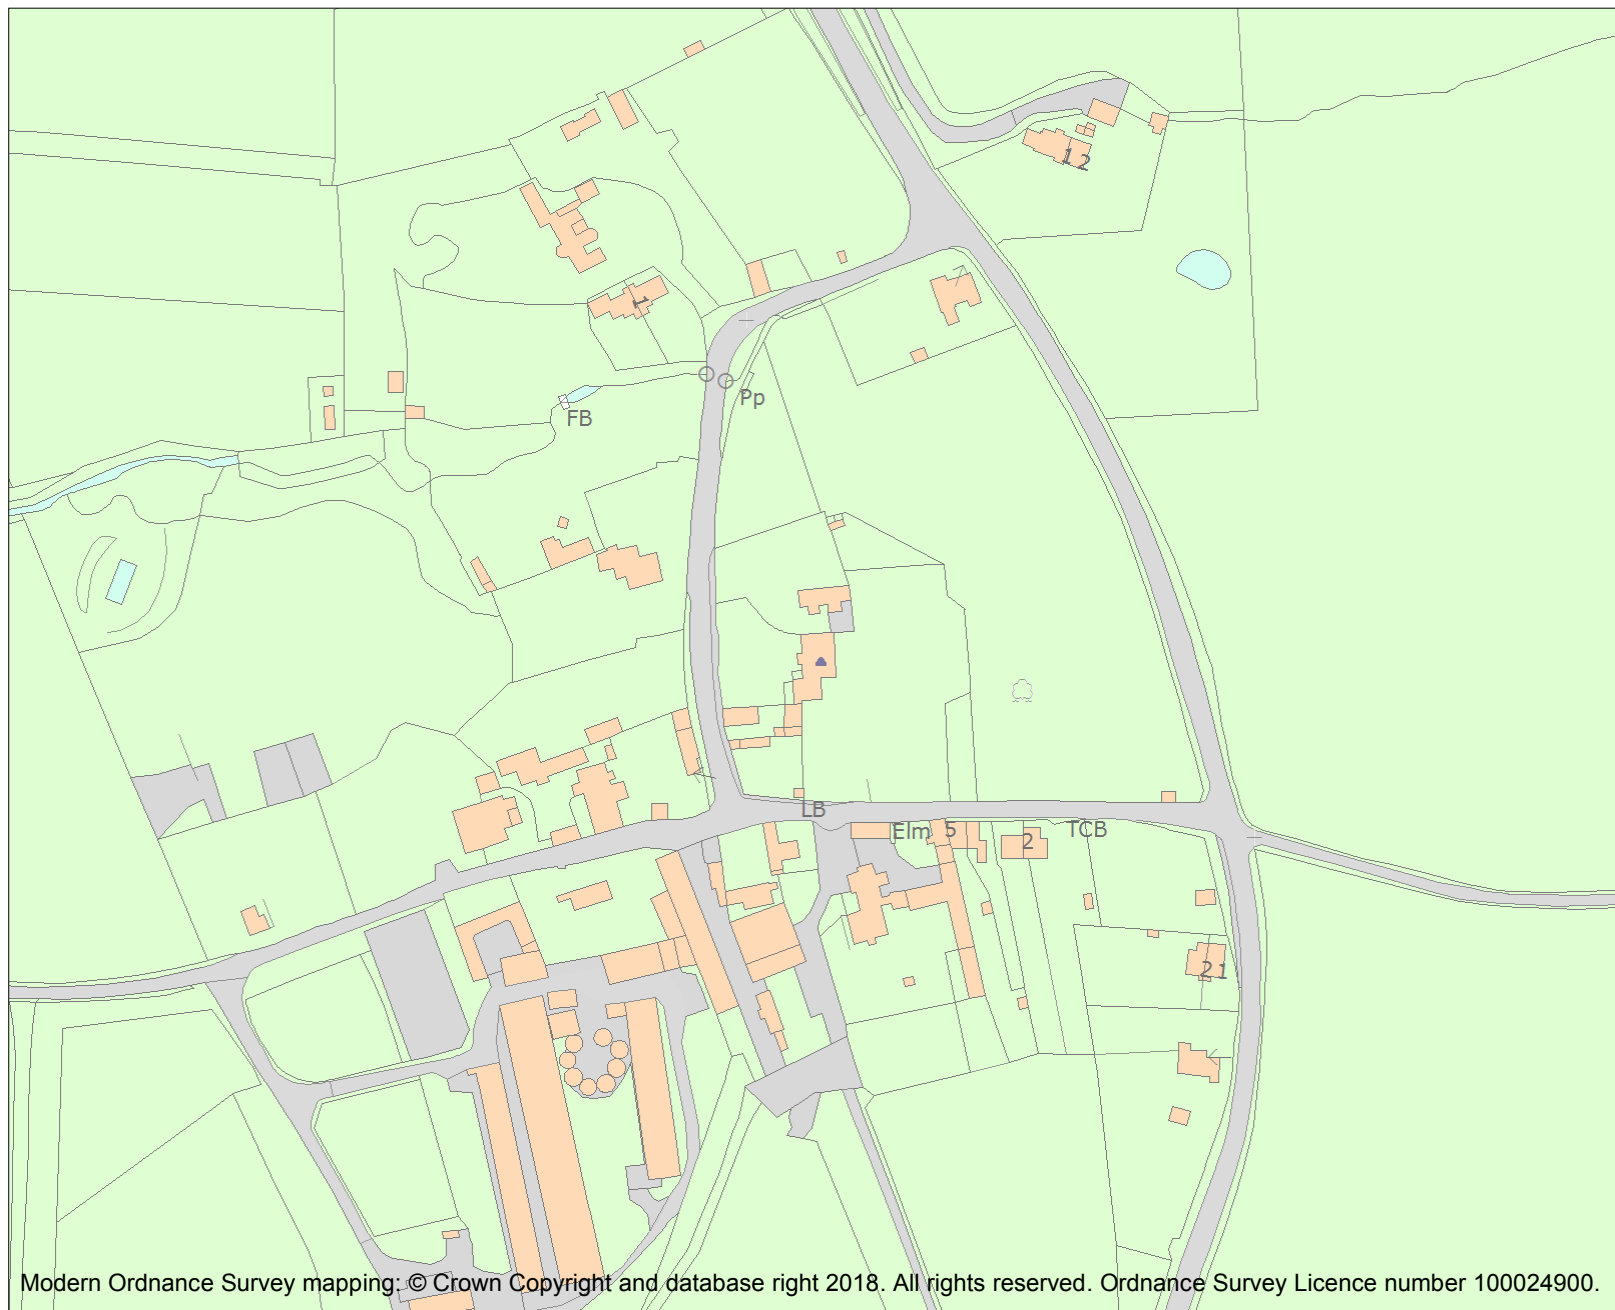 12
1
Pp
FB
LB
Elm
5
2
TCB
21
Modern Ordnance Survey mapping: © Crown Copyright and database right 2018. All rights reserved. Ordnance Survey Licence number 100024900.